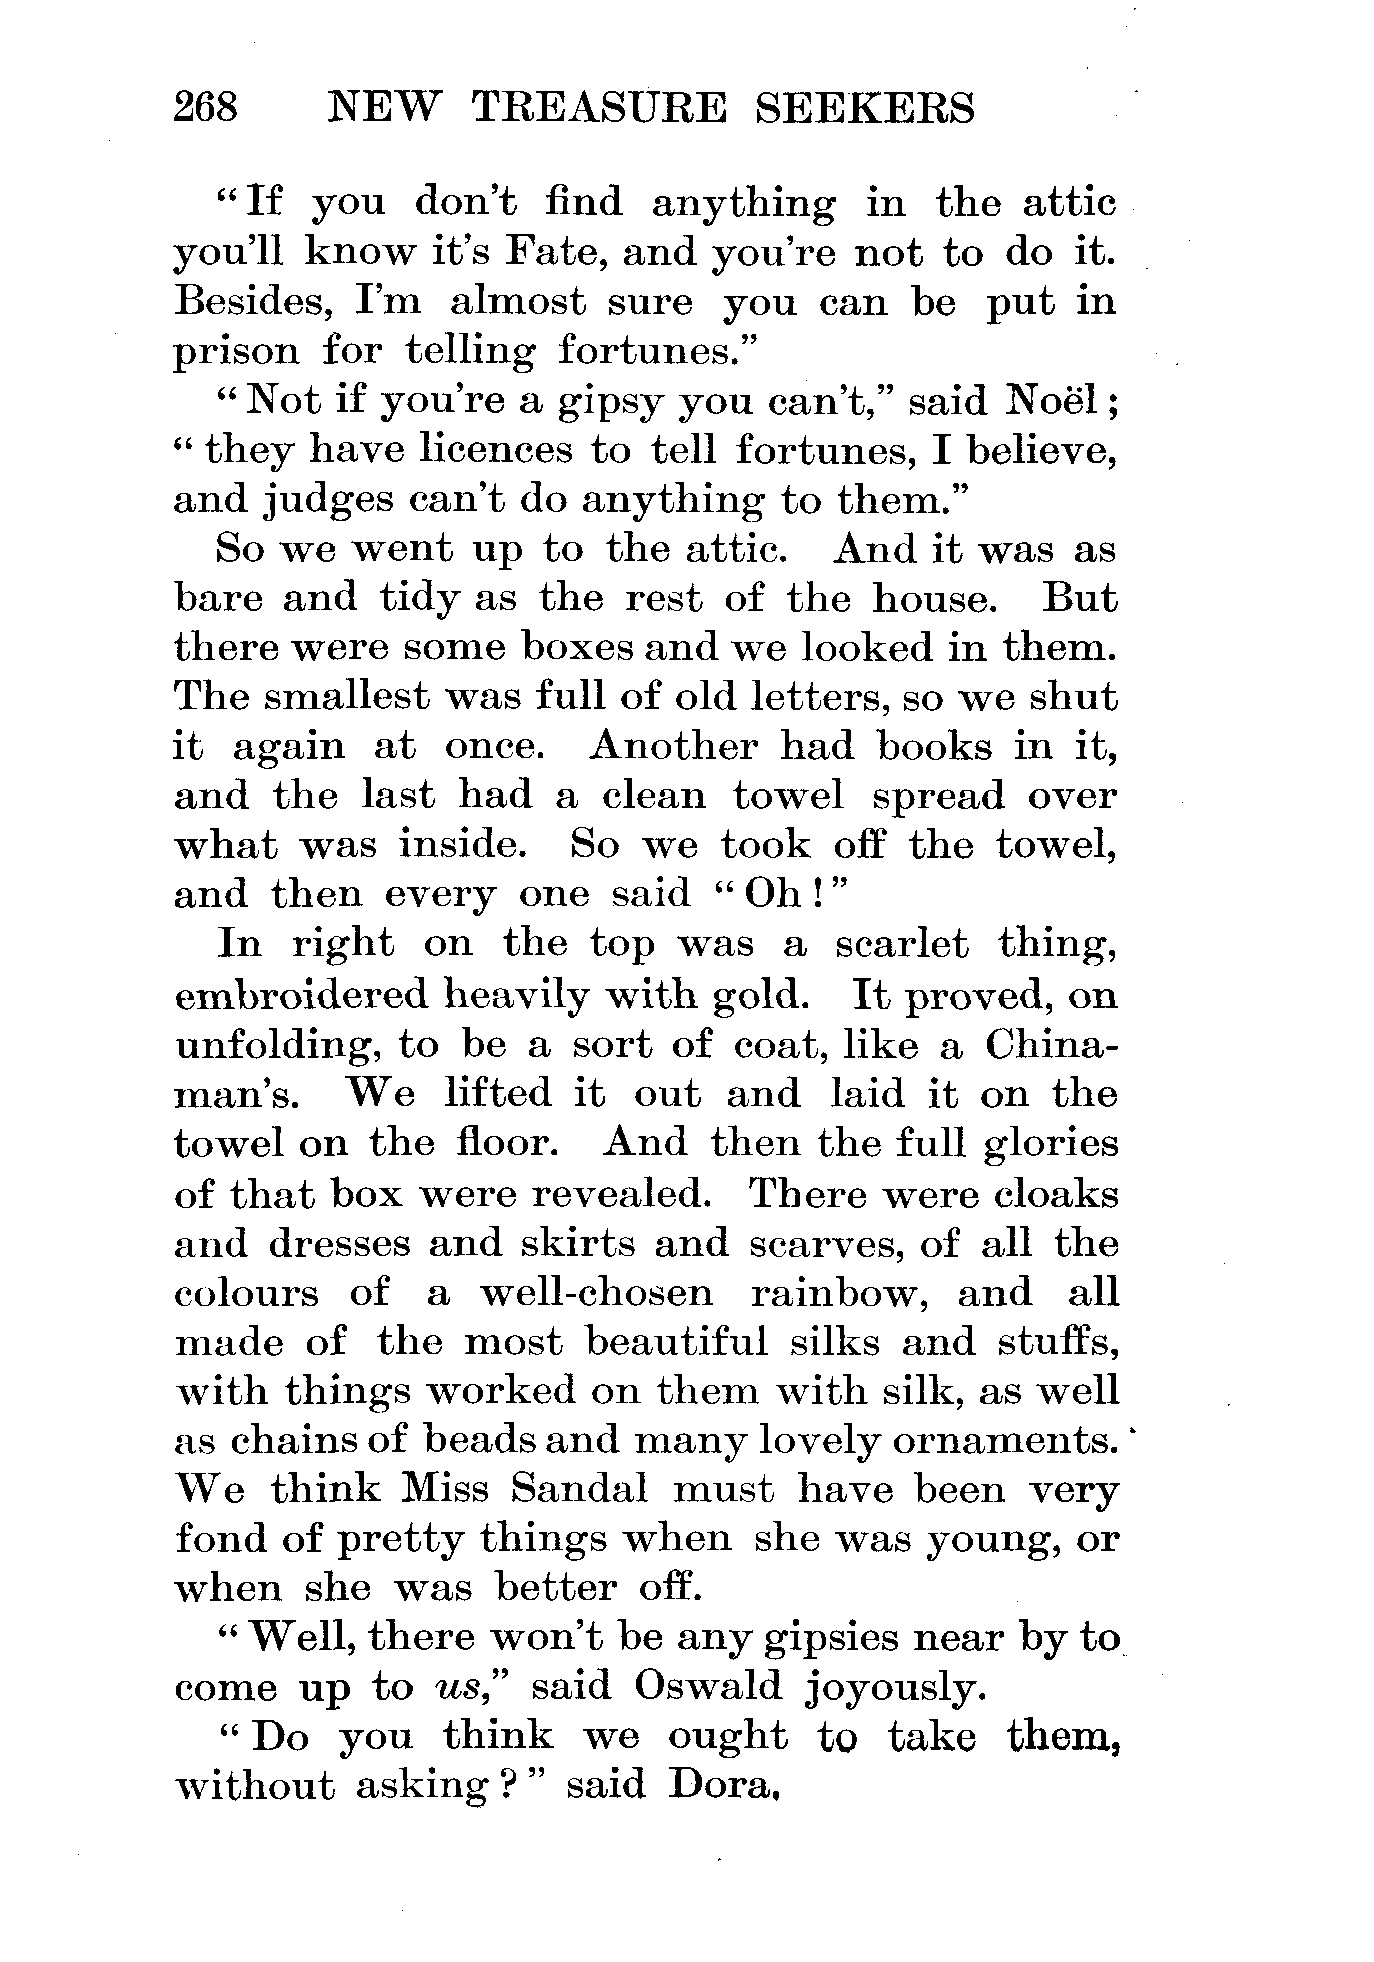 268 NEW TREASURE SEEKERS
“If you don't find anything in the attic
you'll know it's Fate, and you're not to do it.
Besides, I'm almost sure you can be put in
prison for telling fortunes.”
“Not if you're a gipsy you can't,” said Noël;
“they have licences to tell fortunes, I believe,
and judges can't do anything to them.”
So we went up to the attic. And it was as
bare and tidy as the rest of the house. But
there were some boxes and we looked in them.
The smallest was full of old letters, so we shut
it again at once. Another had books in it,
and the last had a clean towel spread over
what was inside. So we took off the towel,
and then every one said “Oh!”
In right on the top was a scarlet thing,
embroidered heavily with gold. It proved, on
unfolding, to be a sort of coat, like a China-
man's. We lifted it out and laid it on the
towel on the floor. And then the full glories
of that box were revealed. There were cloaks
and dresses and skirts and scarves, of all the
colours of a well-chosen rainbow, and all
made of the most beautiful silks and stuffs,
with things worked on them with silk, as well
as chains of beads and many lovely ornaments.
We think Miss Sandal must have been very
fond of pretty things when she was young, or
when she was better off.
“Well, there won't be any gipsies near by to
come up to us,” said Oswald joyously.
“Do you think we ought to take them,
without asking?” said Dora.